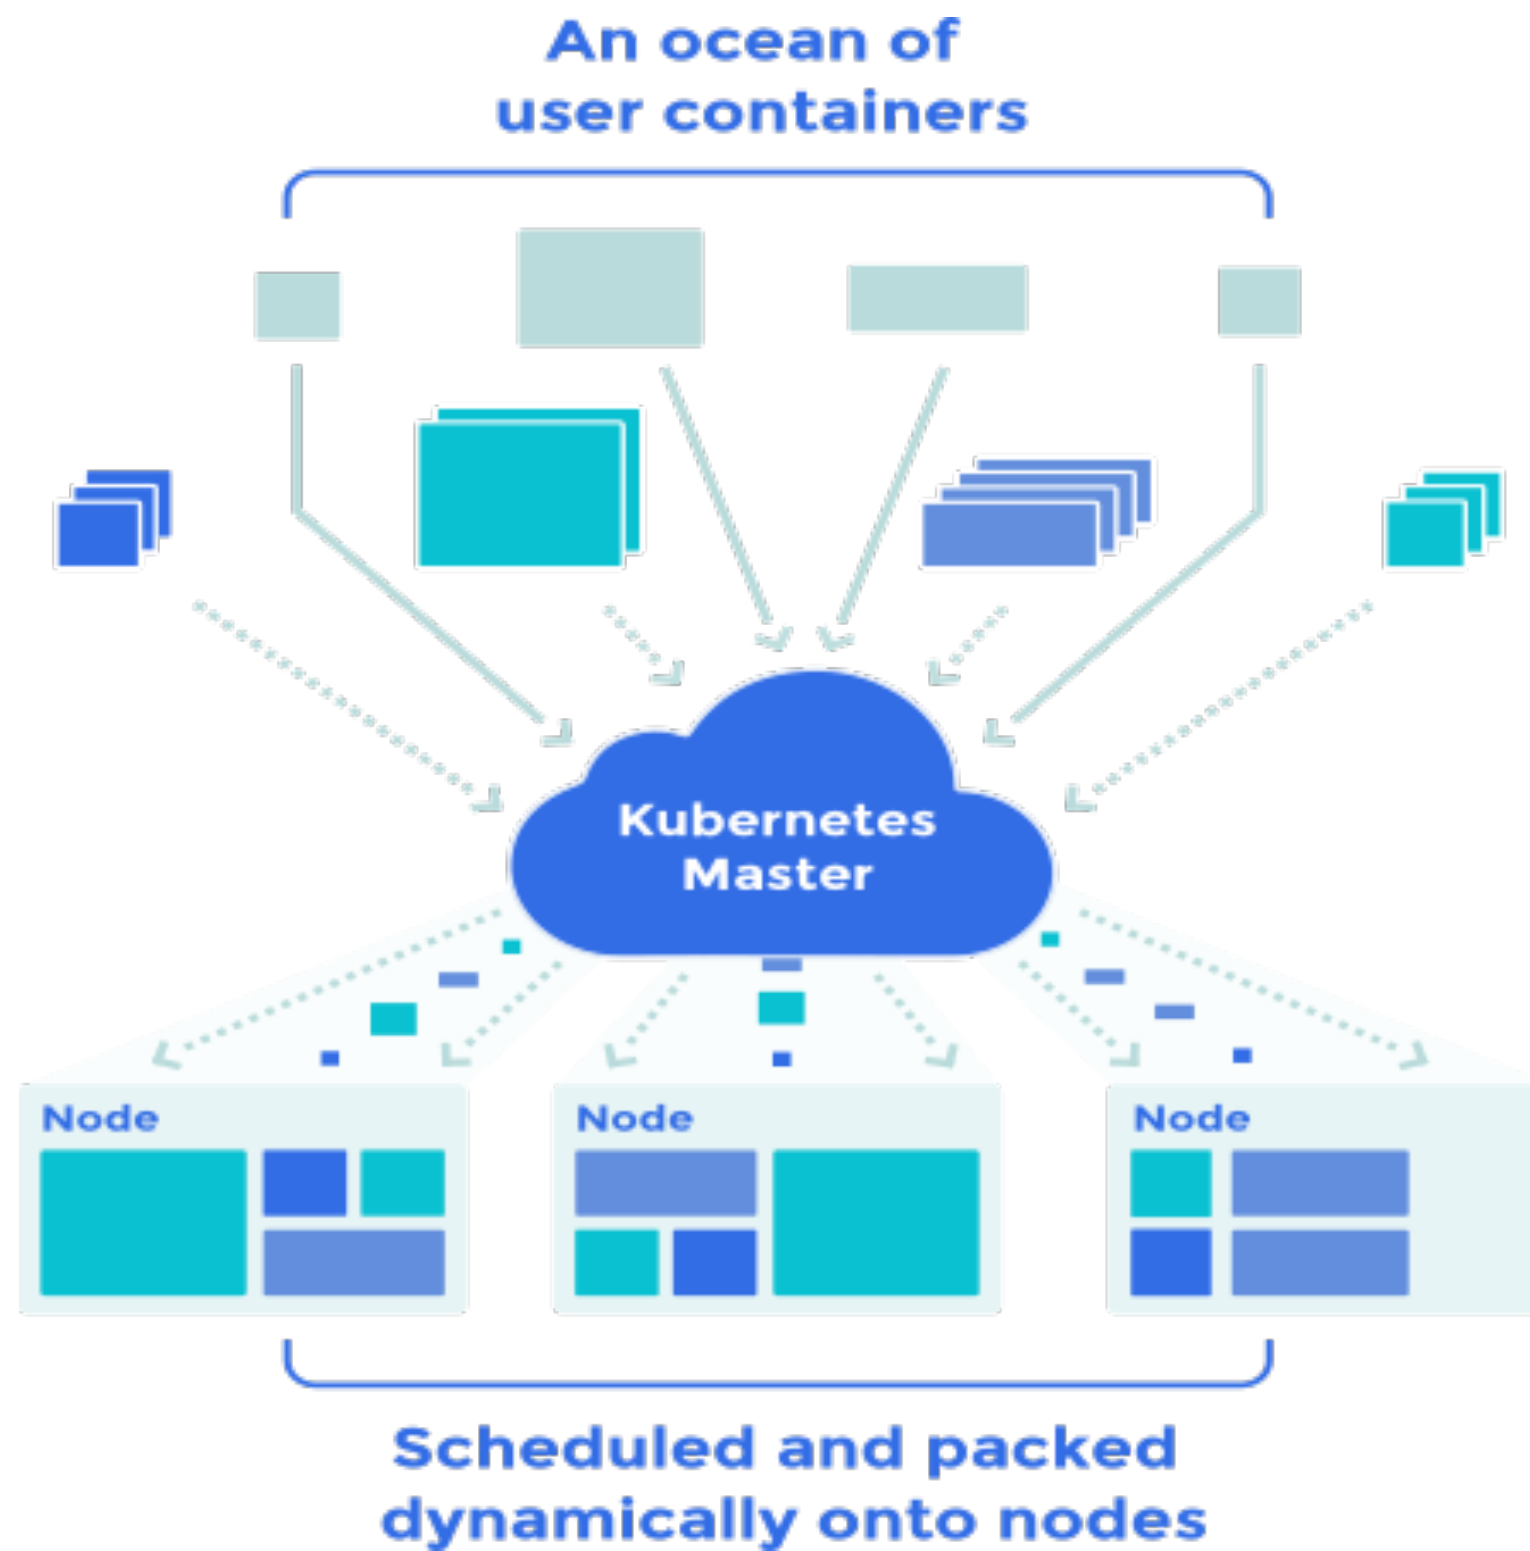 An ocean of
user containers
Kubernetes
Master
Node
Node
Node
Scheduled and packed
dynamically onto nodes